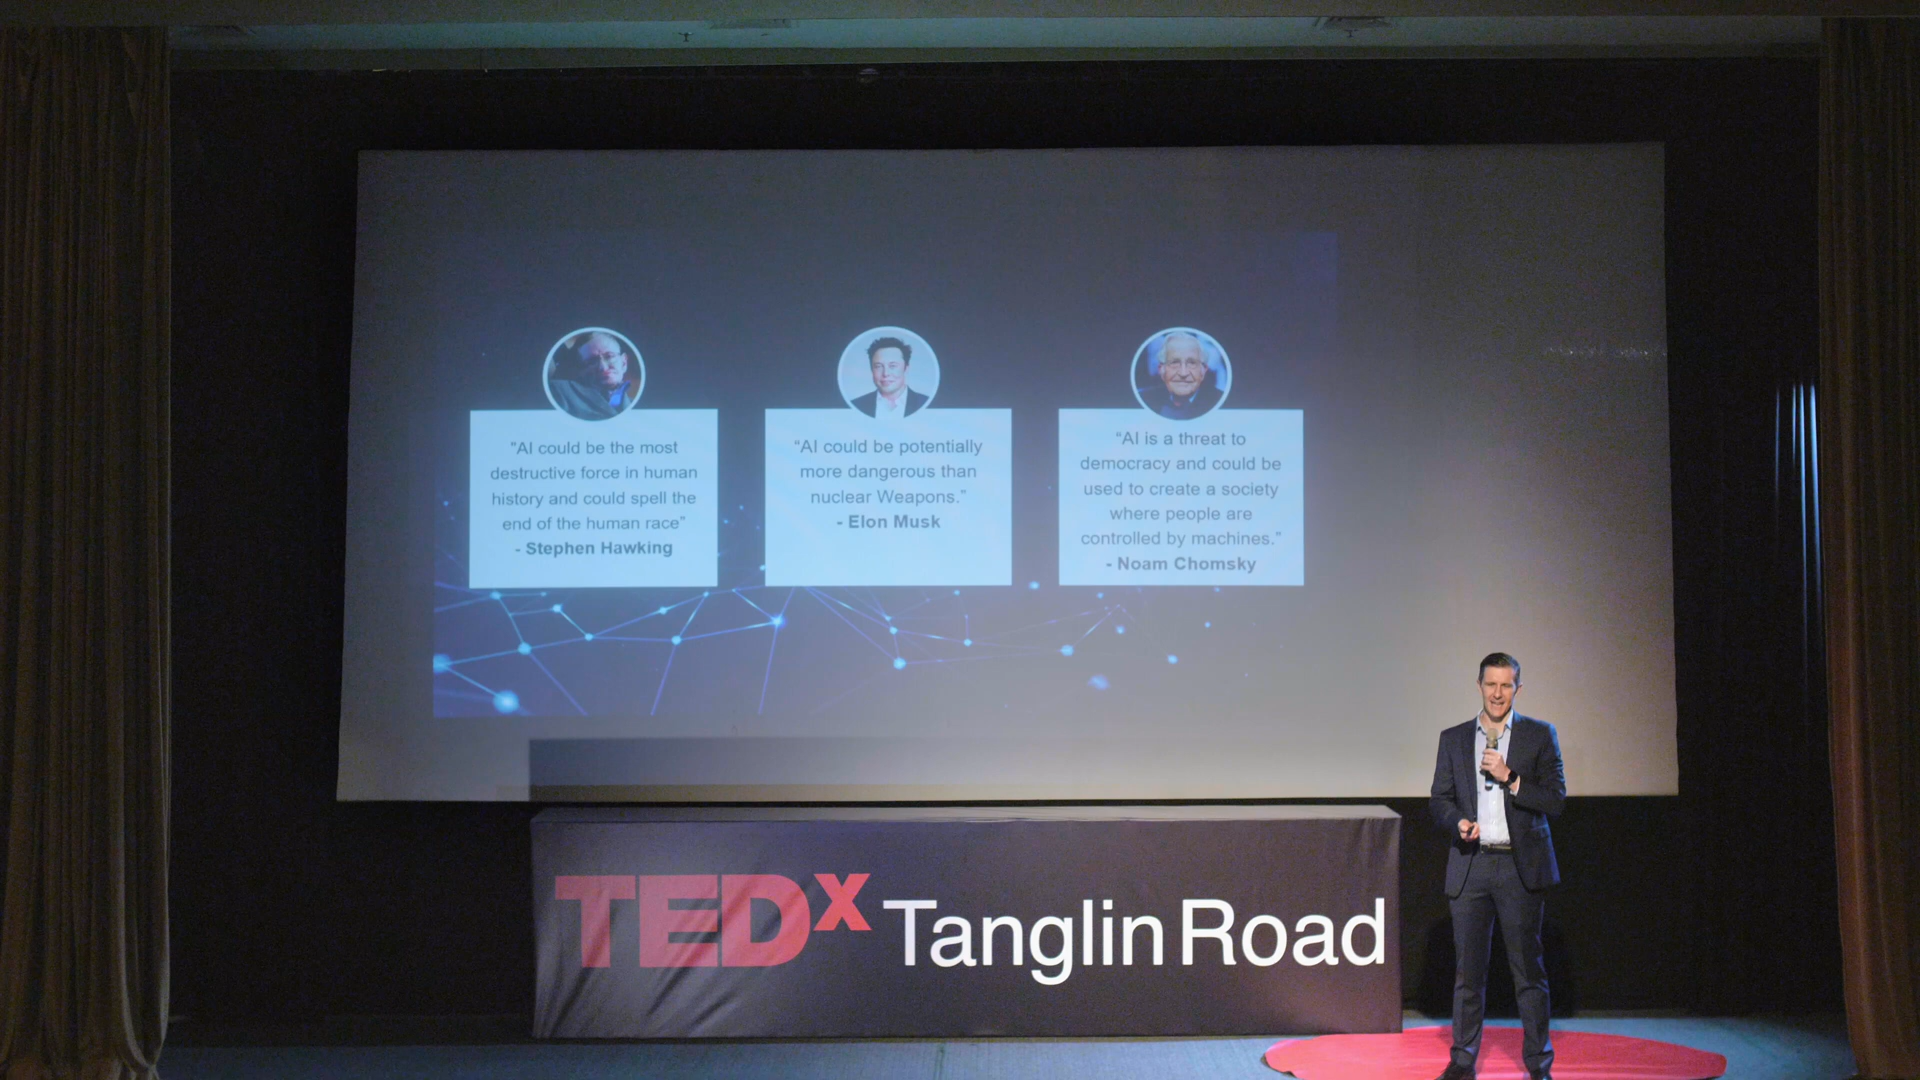 "AI could be the most
destructive force in human
history and could spell the
end of the human race"
- Stephen Hawking
"AI could be potentially
more dangerous than
nuclear Weapons."
- Elon Musk
"AI is a threat to
democracy and could be
used to create a society
where people are
controlled by machines."
- Noam Chomsky
TEDx Tanglin Road